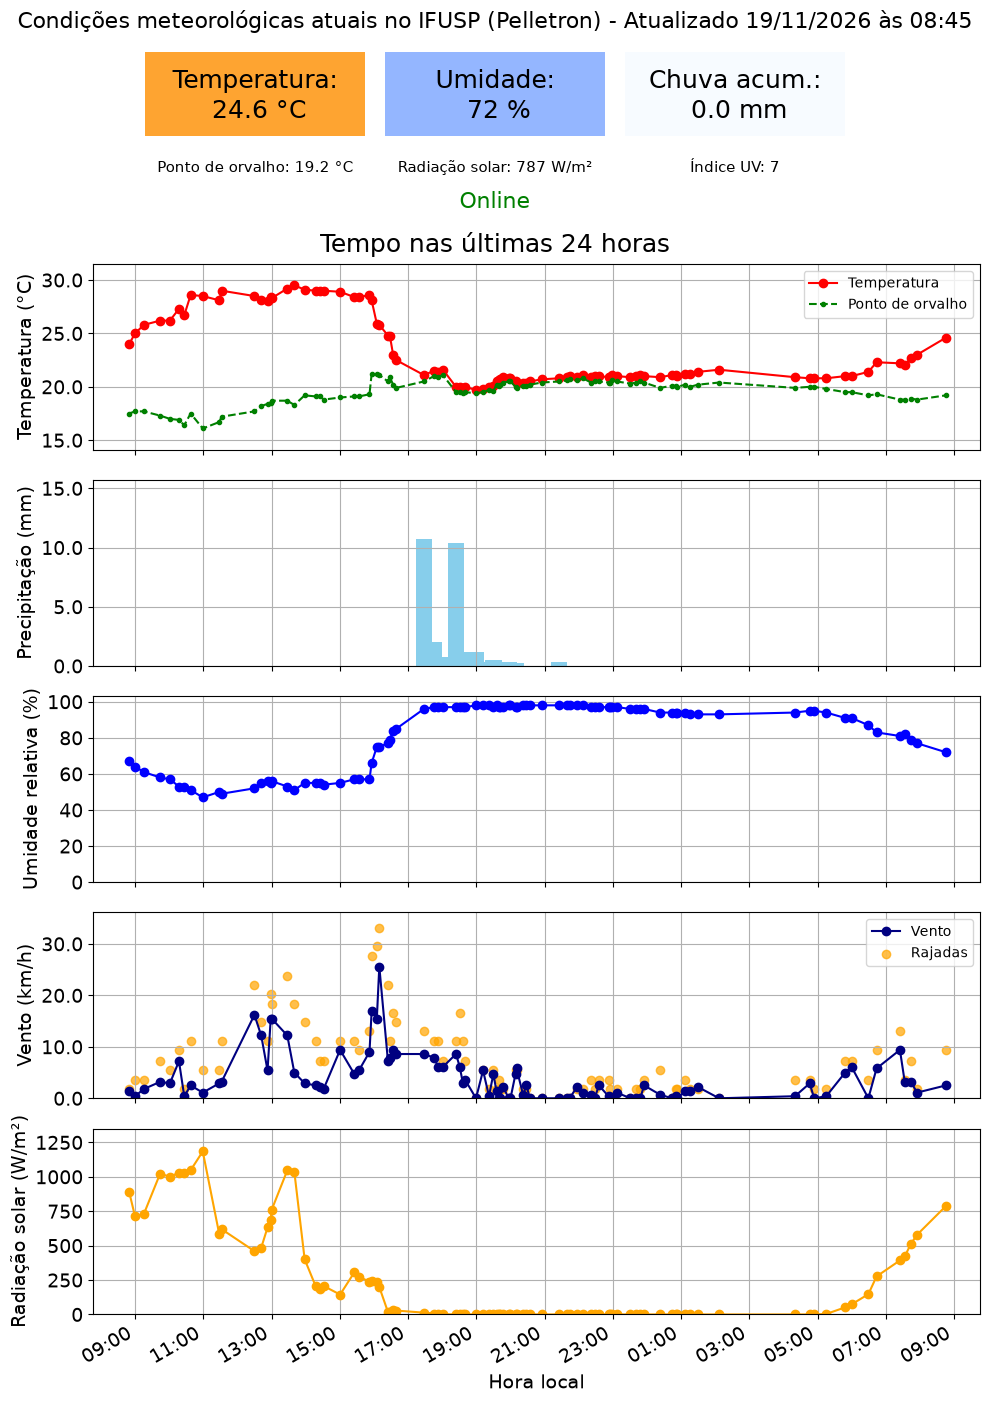 Condições meteorológicas atuais no IFUSP (Pelletron) - Atualizado 19/11/2026 às 08:45
Temperatura:
24.6 °C
Umidade:
72 %
Chuva acum.:
0.0 mm
Ponto de orvalho: 19.2 °C
Radiação solar: 787 W/m²
Índice UV: 7
Online
Tempo nas últimas 24 horas
Temperatura (°C)
30.0
25.0
20.0
15.0
Temperatura
Ponto de orvalho
Precipitação (mm)
15.0
10.0
5.0
0.0
Umidade relativa (%)
100
80
60
40
20
0
Vento (km/h)
30.0
20.0
10.0
0.0
Vento
Rajadas
Radiação solar (W/m²)
1250
1000
750
500
250
0
09:00
11:00
13:00
15:00
17:00
19:00
21:00
23:00
01:00
03:00
05:00
07:00
09:00
Hora local